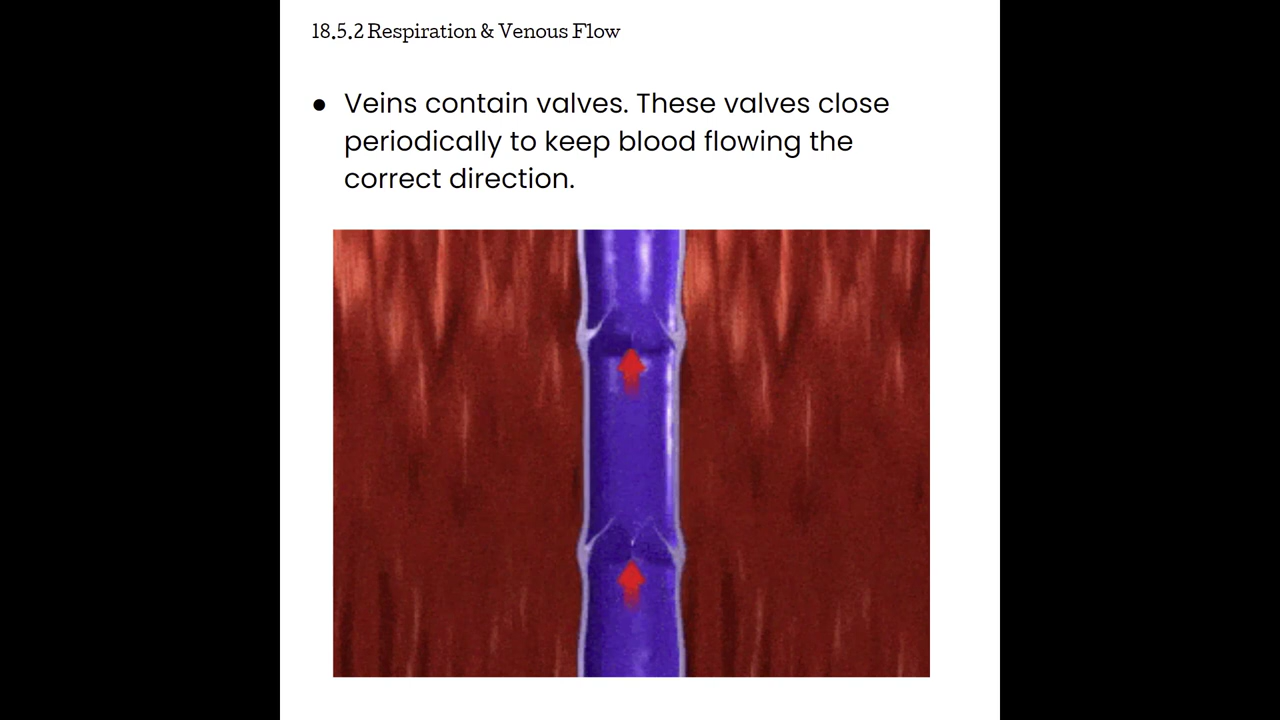 18.5.2 Respiration & Venous Flow
● Veins contain valves. These valves close
periodically to keep blood flowing the
correct direction.